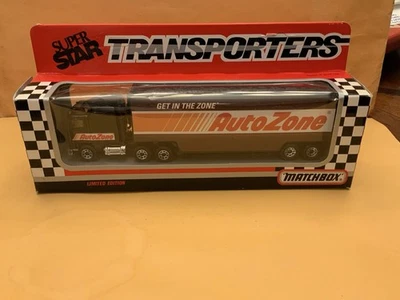 SUPER
STAR
TRANSPORTERS
GET IN THE ZONE
AutoZone
AutoZone
LIMITED EDITION
MATCHBOX